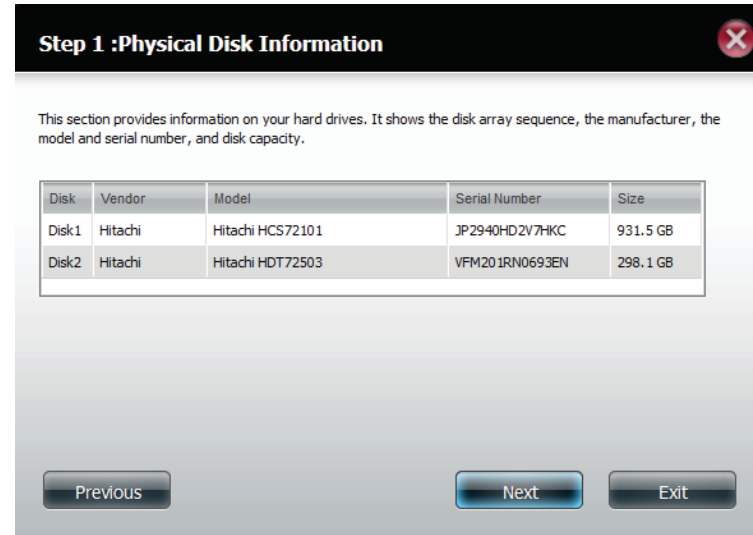 Step 1 :Physical Disk Information
This section provides information on your hard drives. It shows the disk array sequence, the manufacturer, the
model and serial number, and disk capacity.
Disk Vendor Model Serial Number Size
Disk1 Hitachi Hitachi HCS72101 JP2940HD2V7HKC 931.5 GB
Disk2 Hitachi Hitachi HDT72503 VFM201RN0693EN 298.1 GB
Previous Next Exit